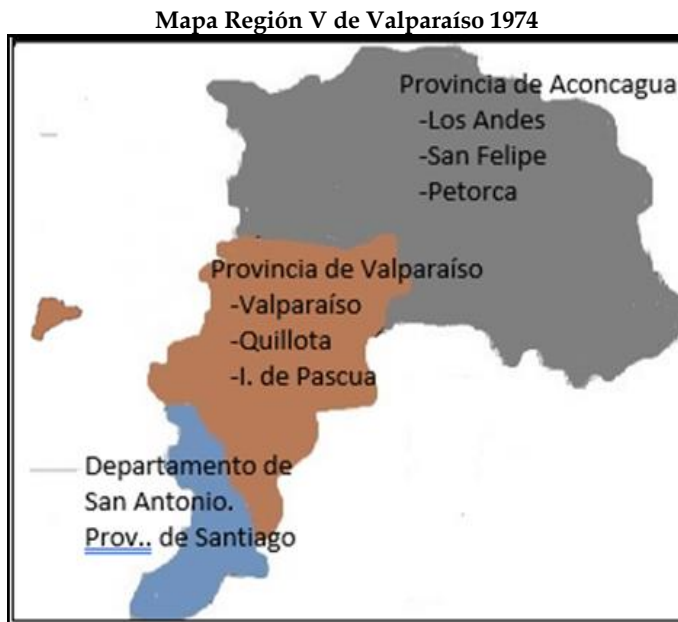 Mapa Región V de Valparaíso 1974
Provincia de Aconcagua
-Los Andes
-San Felipe
-Petorca
Provincia de Valparaíso
-Valparaíso
-Quillota
-I. de Pascua
Departamento de
San Antonio.
Prov.. de Santiago